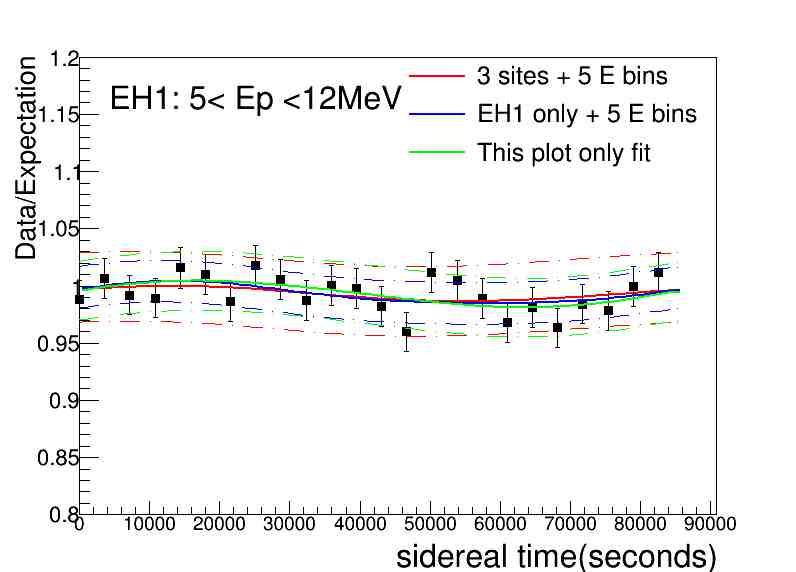 1.2
1.15
1.1
1.05
0.95
0.9
0.85
0.8
Data/Expectation
EH1: 5< Ep <12MeV
3 sites + 5 E bins
EH1 only + 5 E bins
This plot only fit
0 10000 20000 30000 40000 50000 60000 70000 80000 90000
sidereal time(seconds)